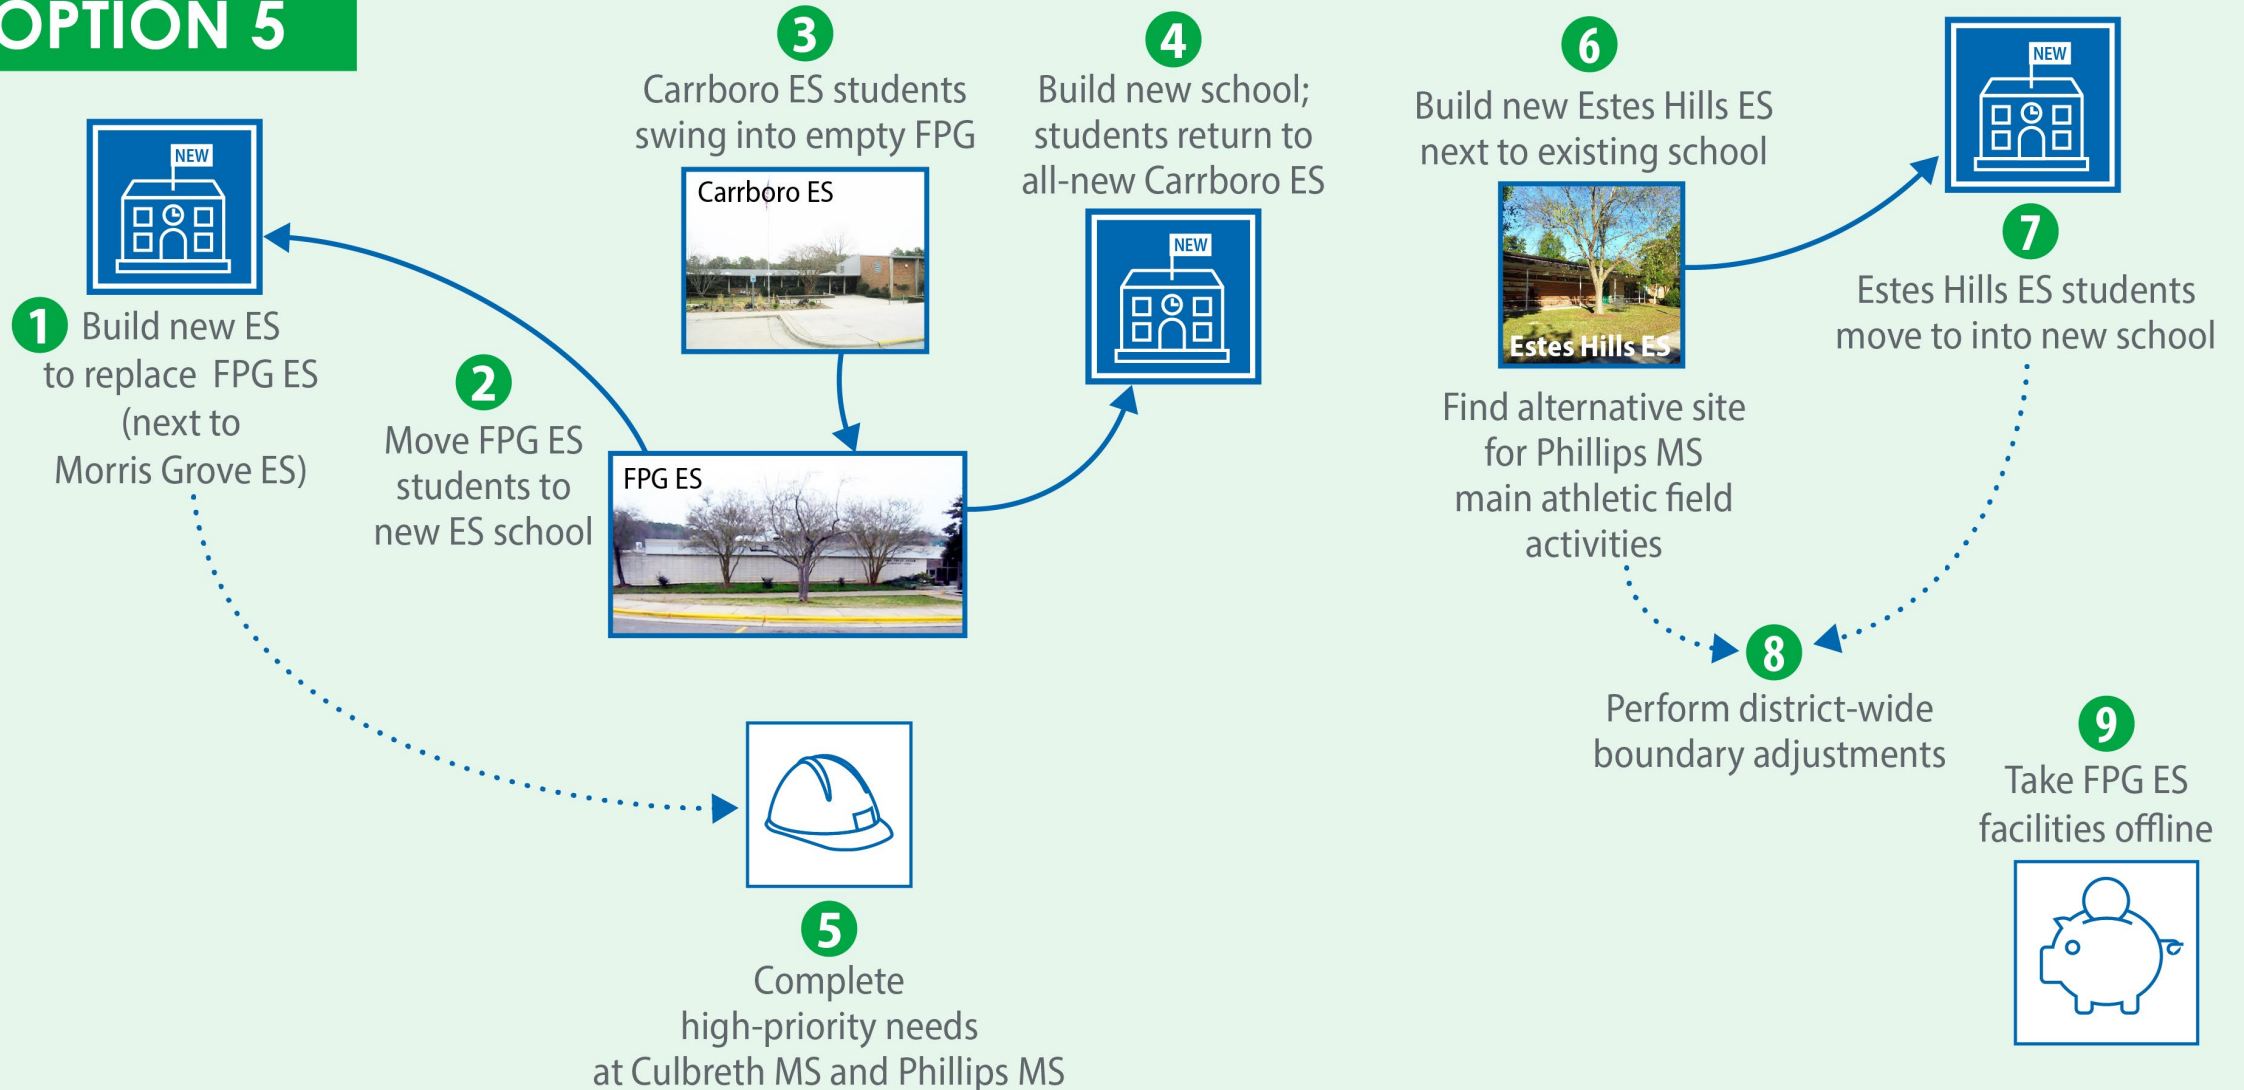 OPTION 5
NEW
1 Build new ES
to replace FPG ES
(next to
Morris Grove ES)
2
Move FPG ES
students to
new ES school
3
Carrboro ES students
swing into empty FPG
Carrboro ES
FPG ES
4
Build new school;
students return to
all-new Carrboro ES
NEW
5
Complete
high-priority needs
at Culbreth MS and Phillips MS
6
Build new Estes Hills ES
next to existing school
Estes Hills ES
Find alternative site
for Phillips MS
main athletic field
activities
NEW
7
Estes Hills ES students
move to into new school
8
Perform district-wide
boundary adjustments
9
Take FPG ES
facilities offline